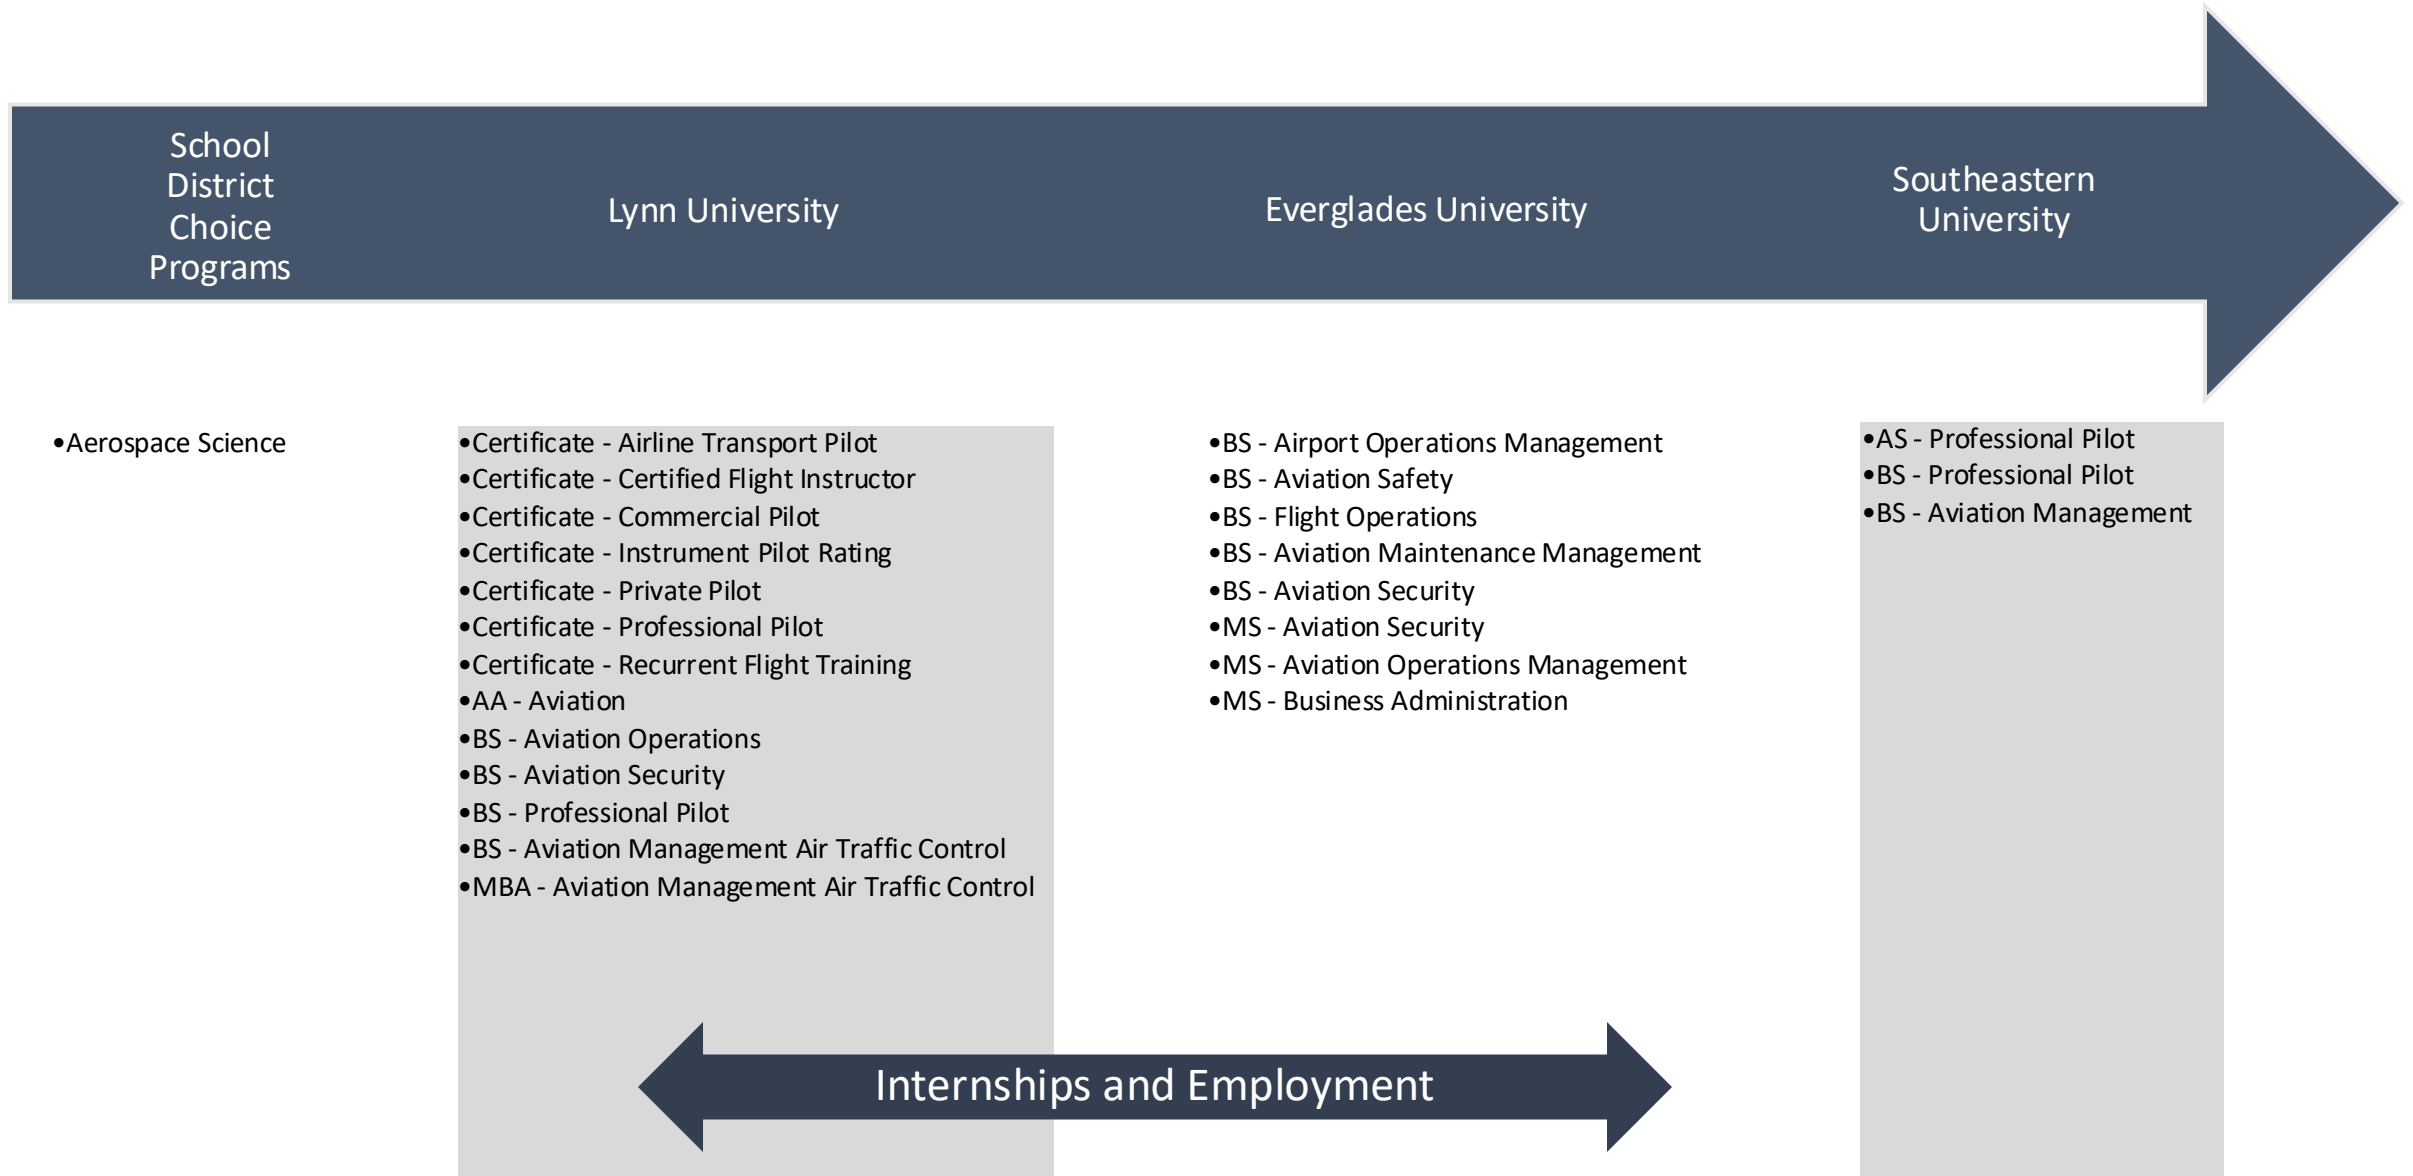 School
District
Choice
Programs
Lynn University
Everglades University
Southeastern
University
•Aerospace Science
•Certificate - Airline Transport Pilot
•Certificate - Certified Flight Instructor
•Certificate - Commercial Pilot
•Certificate - Instrument Pilot Rating
•Certificate - Private Pilot
•Certificate - Professional Pilot
•Certificate - Recurrent Flight Training
•AA - Aviation
•BS - Aviation Operations
•BS - Aviation Security
•BS - Professional Pilot
•BS - Aviation Management Air Traffic Control
•MBA - Aviation Management Air Traffic Control
•BS - Airport Operations Management
•BS - Aviation Safety
•BS - Flight Operations
•BS - Aviation Maintenance Management
•BS - Aviation Security
•MS - Aviation Security
•MS - Aviation Operations Management
•MS - Business Administration
•AS - Professional Pilot
•BS - Professional Pilot
•BS - Aviation Management
Internships and Employment